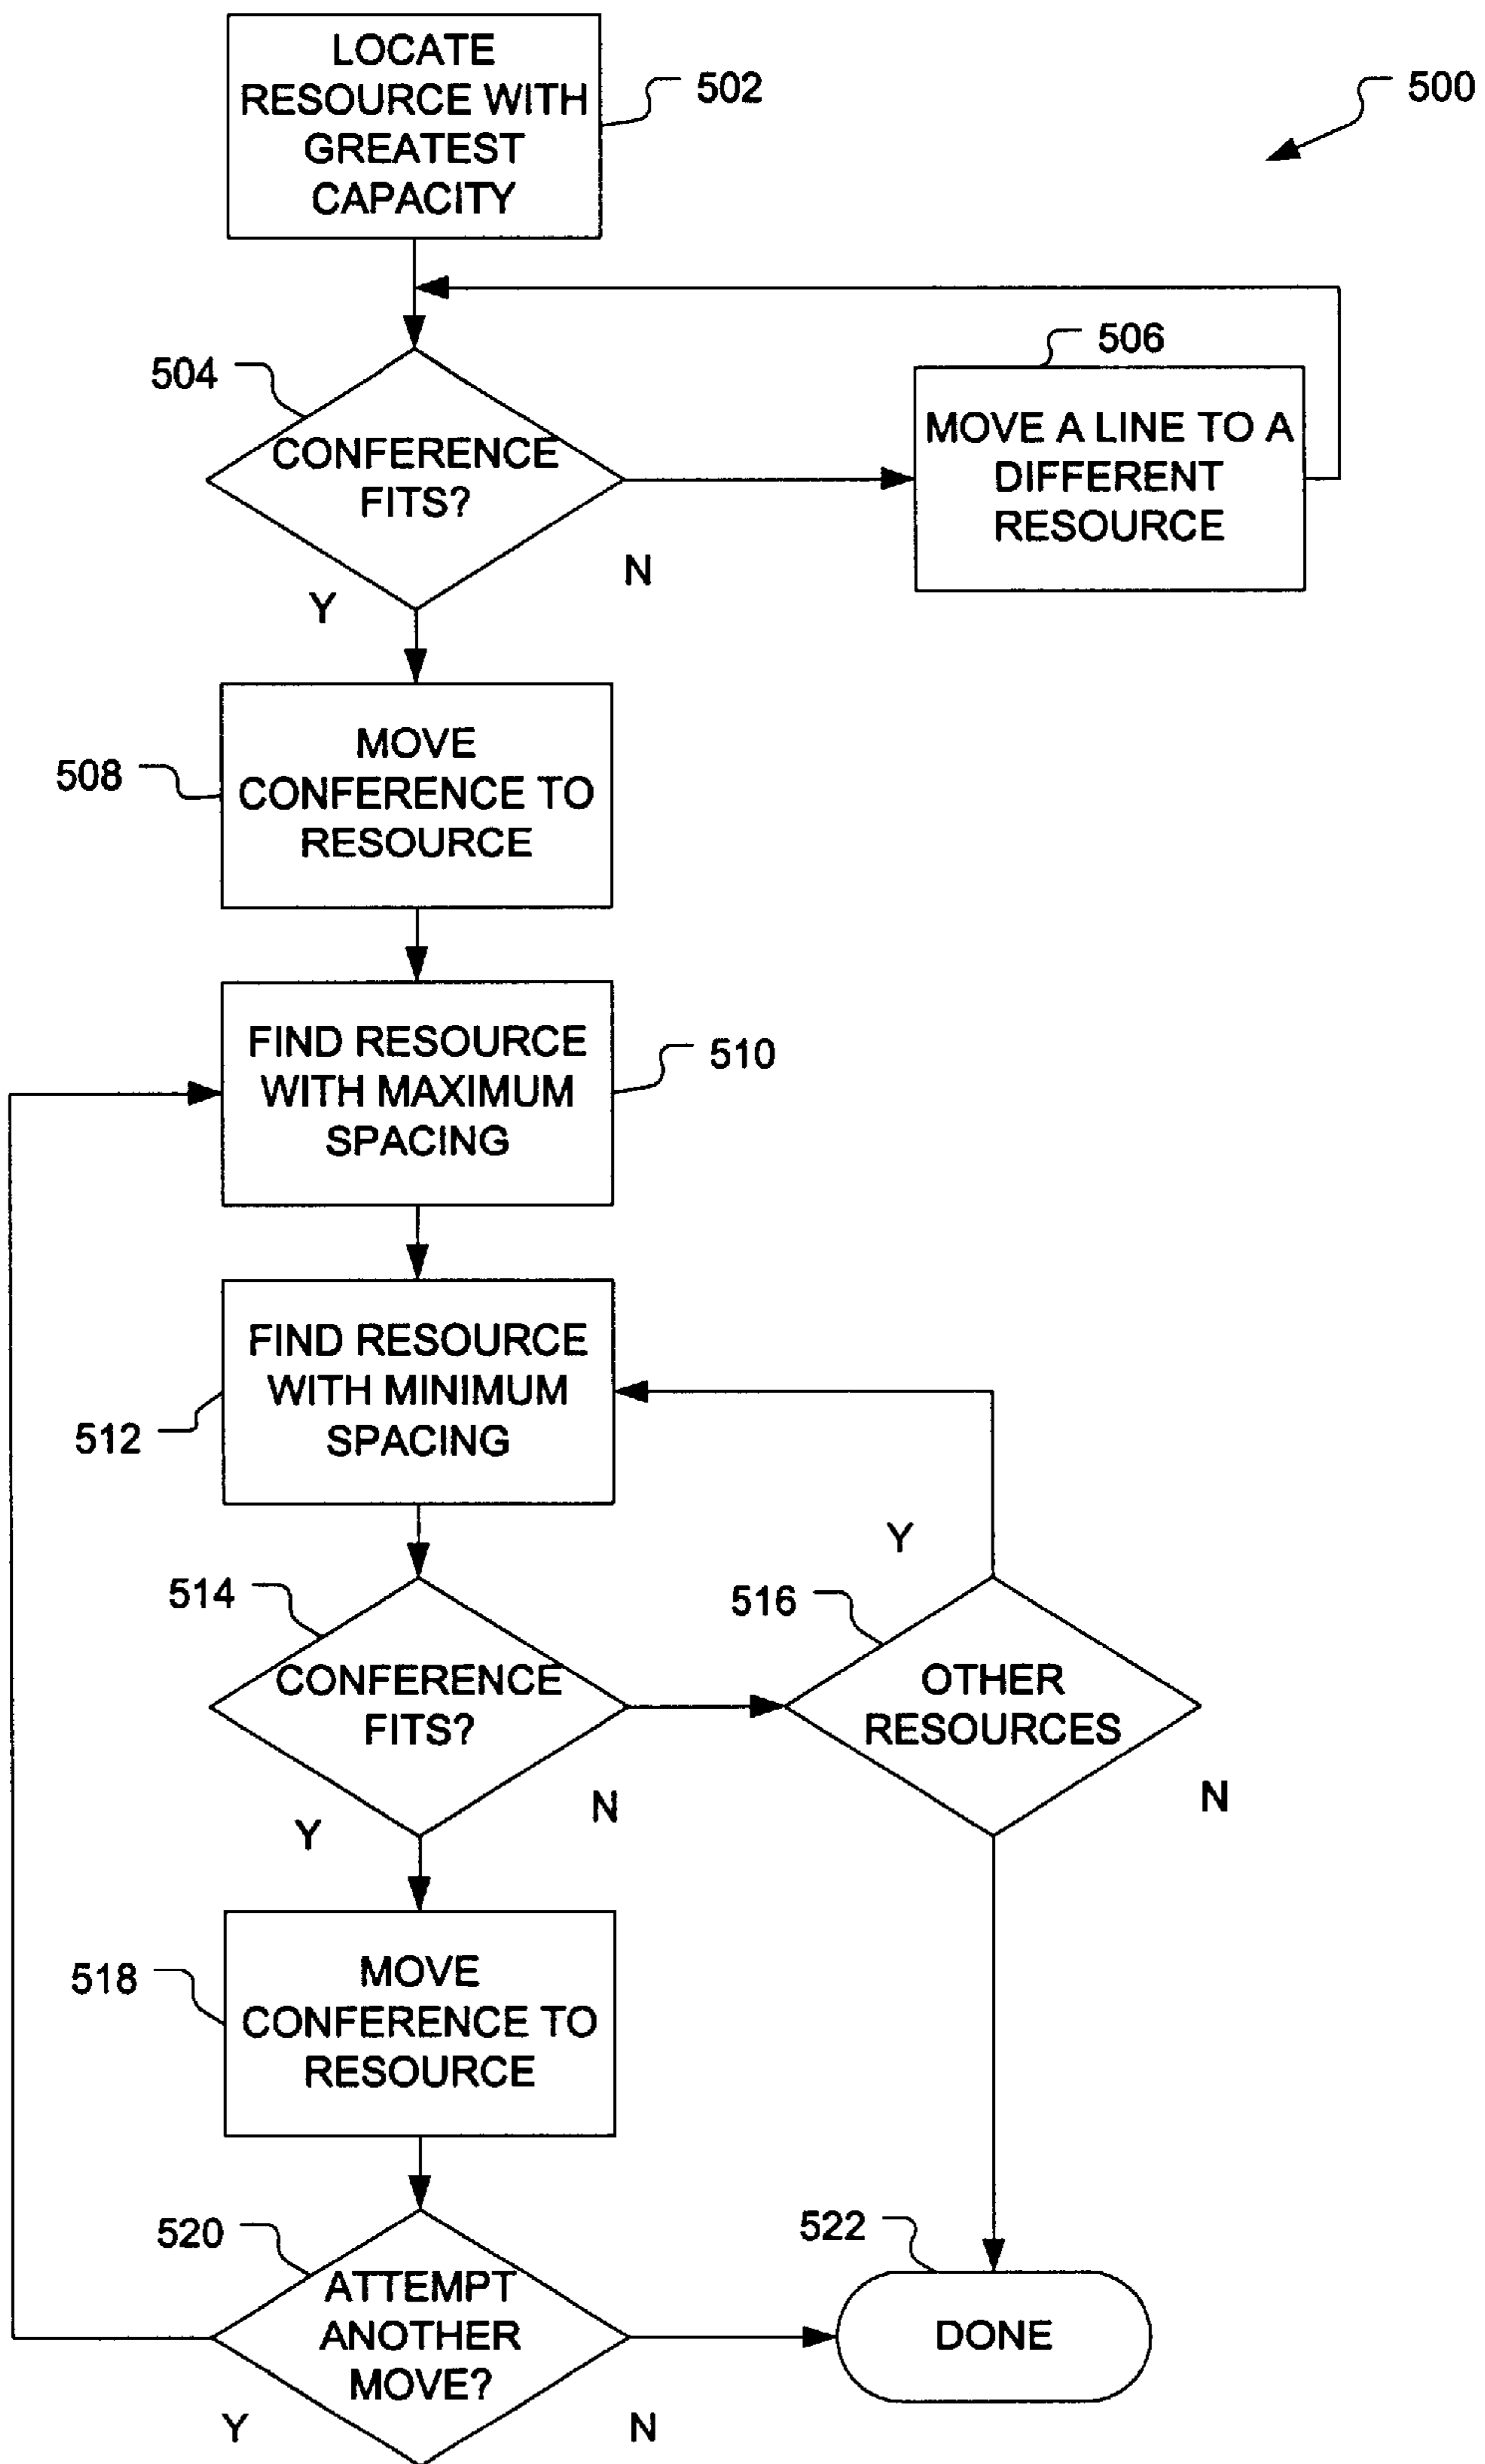 LOCATE
RESOURCE WITH
GREATEST
CAPACITY
502
500
504
CONFERENCE
FITS?
506
MOVE A LINE TO A
DIFFERENT
RESOURCE
N
Y
508
MOVE
CONFERENCE TO
RESOURCE
FIND RESOURCE
WITH MAXIMUM
SPACING
510
FIND RESOURCE
WITH MINIMUM
SPACING
512
514
CONFERENCE
FITS?
Y
516
OTHER
RESOURCES
N
N
Y
518
MOVE
CONFERENCE TO
RESOURCE
520
ATTEMPT
ANOTHER
MOVE?
522
DONE
Y
N